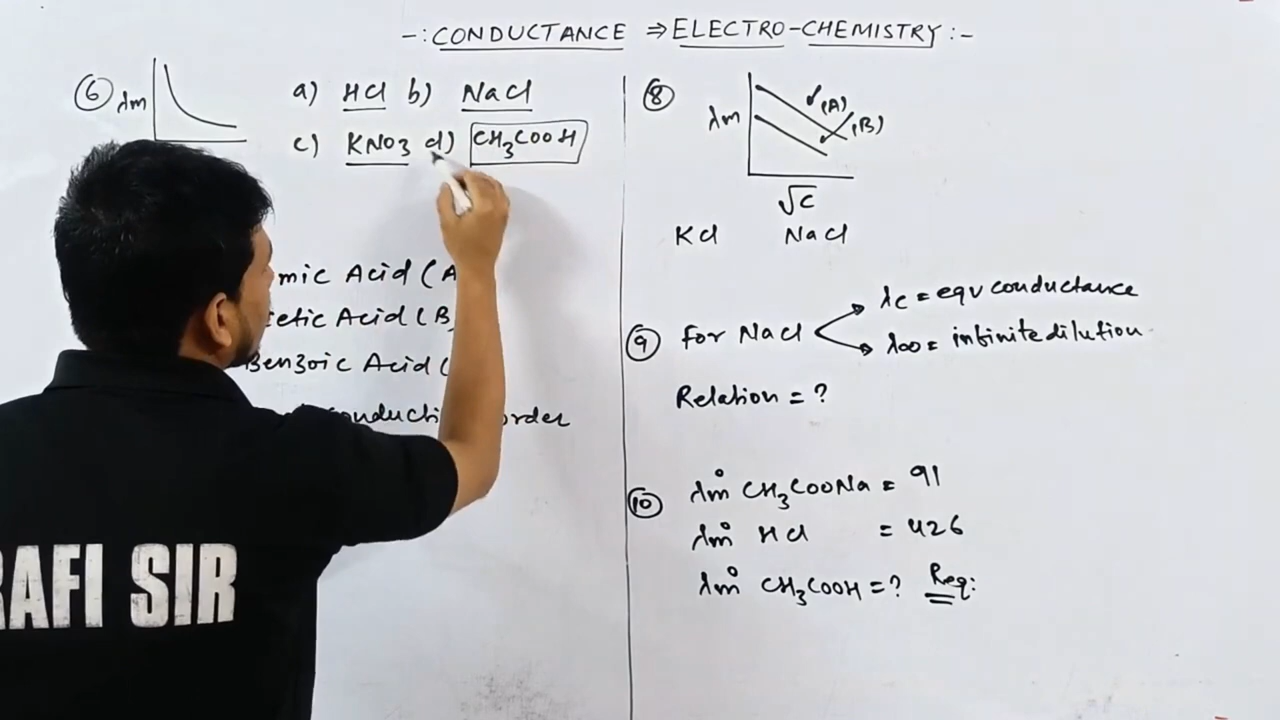 -: CONDUCTANCE ⇒ ELECTRO-CHEMISTRY :-
⑥ λm
a) HCl b) NaCl
c) KNO3 d) CH3COOH
mic Acid (A
cetic Acid (B)
Benzoic Acid (
conducti order
⑧ λm (A) (B)
√C
KCl NaCl
⑨ For NaCl
λc = eqv conductance
λ∞ = infinite dilution
Relation = ?
⑩ λm° CH3COONa = 91
λm° HCl = 426
λm° CH3COOH = ? Req:
RAFI SIR